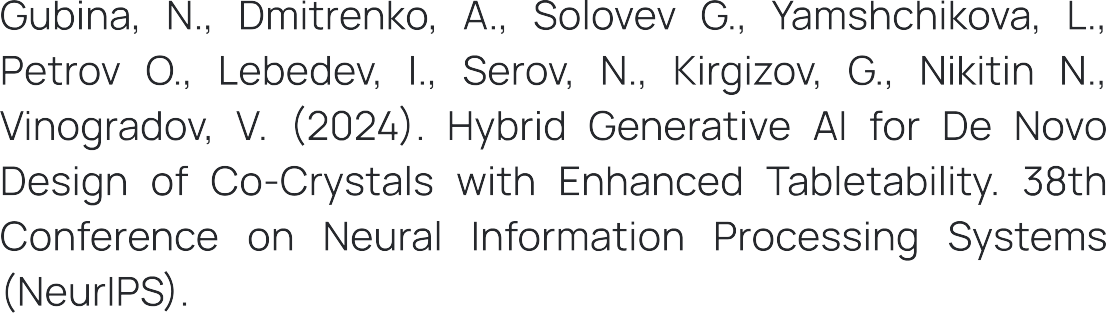 Gubina, N., Dmitrenko, A., Solovev G., Yamshchikova, L.,
Petrov O., Lebedev, I., Serov, N., Kirgizov, G., Nikitin N.,
Vinogradov, V. (2024). Hybrid Generative AI for De Novo
Design of Co-Crystals with Enhanced Tabletability. 38th
Conference on Neural Information Processing Systems
(NeurIPS).